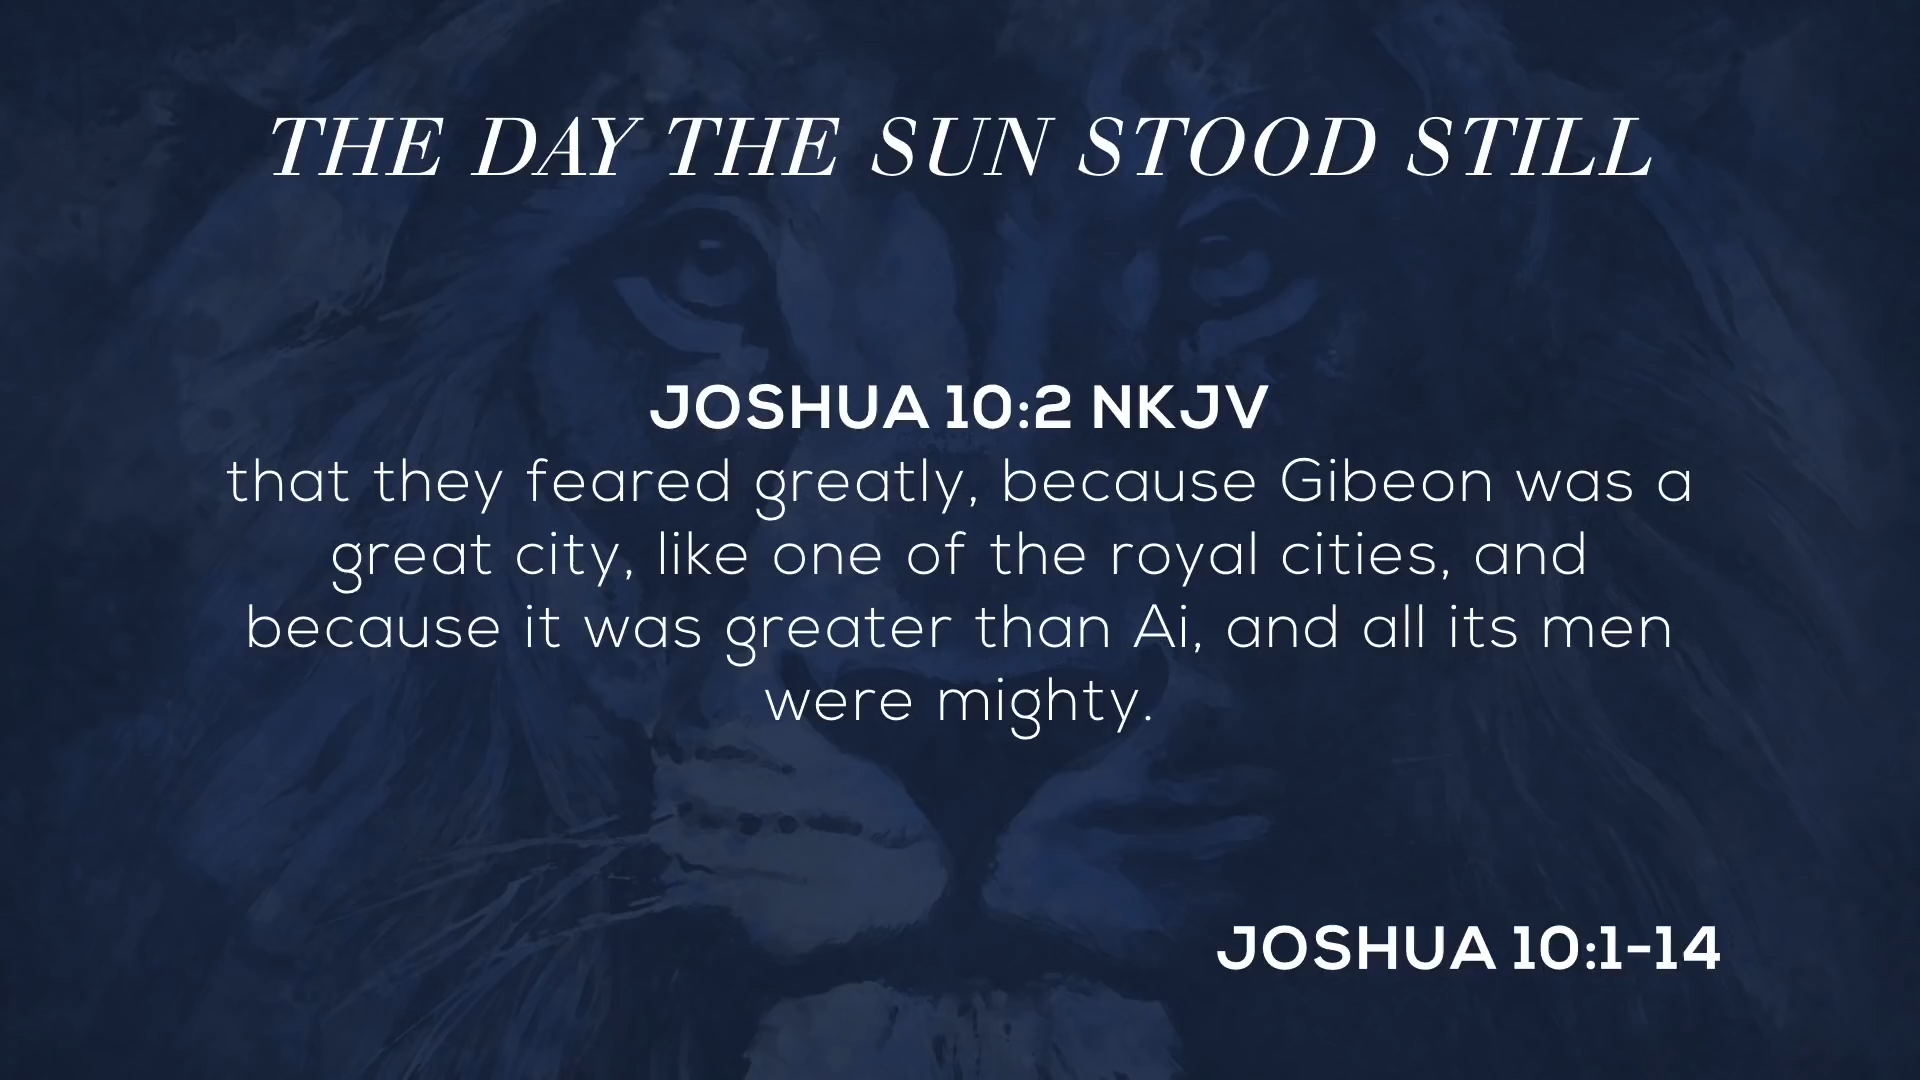 THE DAY THE SUN STOOD STILL
JOSHUA 10:2 NKJV
that they feared greatly, because Gibeon was a
great city, like one of the royal cities, and
because it was greater than Ai, and all its men
were mighty.
JOSHUA 10:1-14